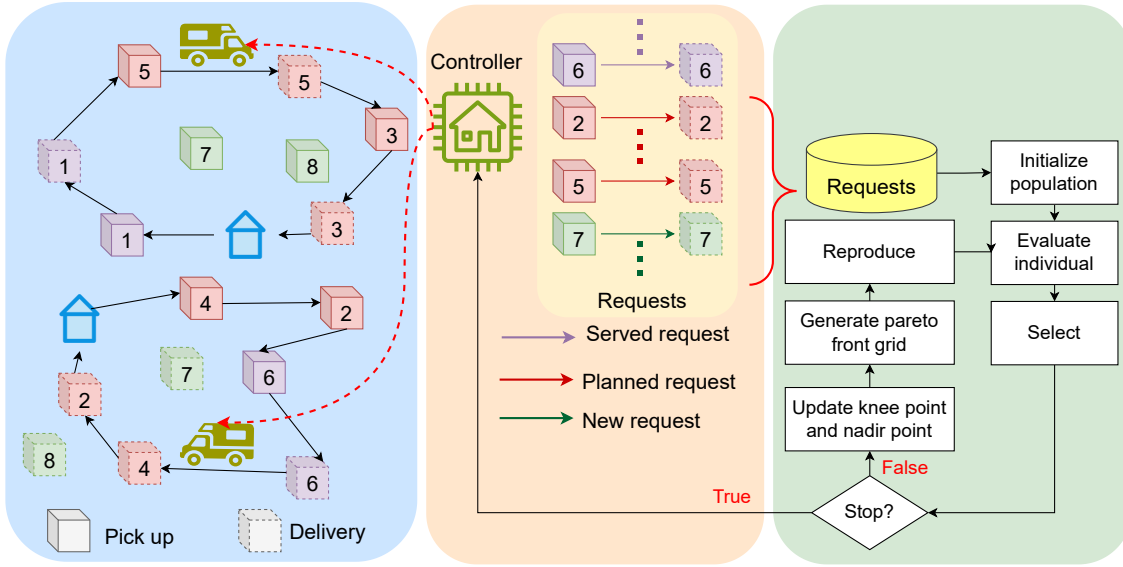 5
5
3
1
7
8
1
3
4
2
7
6
2
8
4
6
Pick up
Delivery
Controller
6
6
2
2
5
5
7
7
Requests
Served request
Planned request
New request
True
Requests
Initialize
population
Reproduce
Evaluate
individual
Generate pareto
front grid
Select
Update knee point
and nadir point
False
Stop?